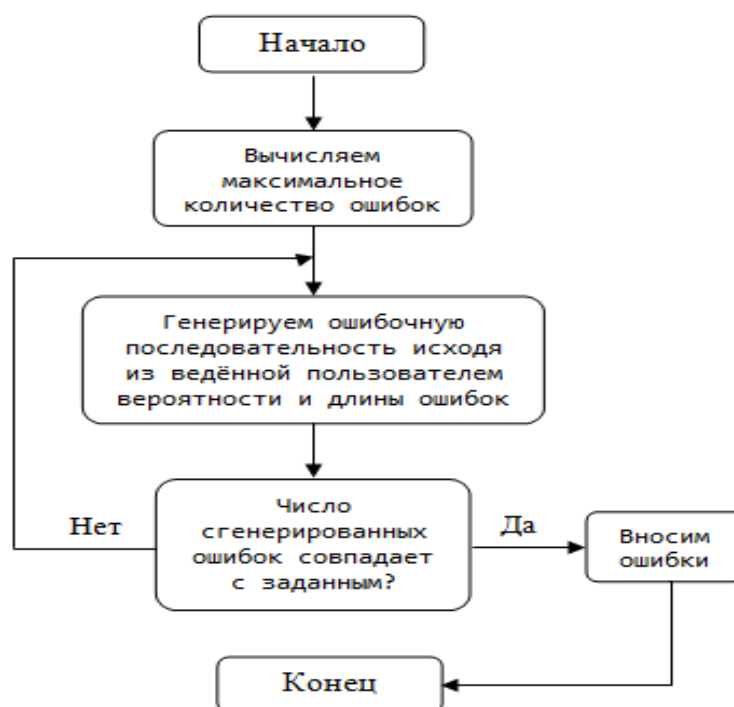 Начало
Вычисляем
максимальное
количество ошибок
Генерируем ошибочную
последовательность исходя
из ведённой пользователем
вероятности и длины ошибок
Число
сгенерированных
ошибок совпадает
с заданным?
Нет
Да
Вносим
ошибки
Конец